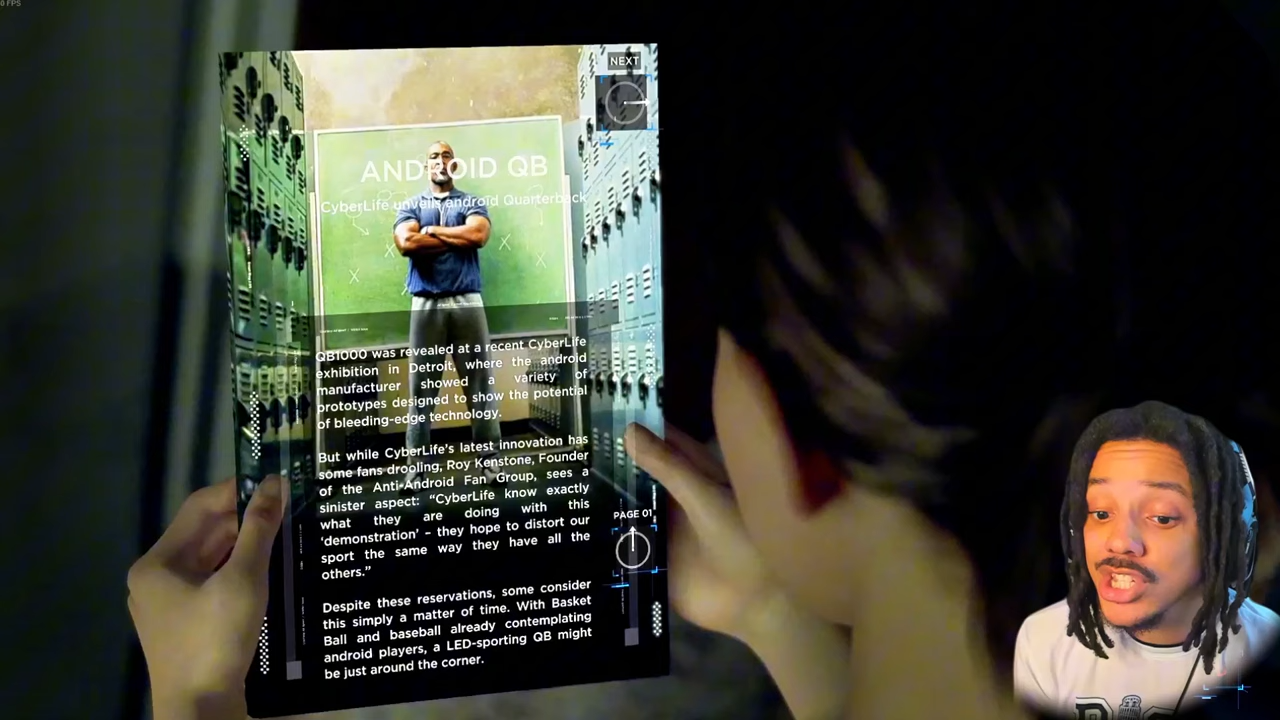 0 FPS
NEXT
ANDROID QB
CyberLife unveils android Quarterback
QB1000 was revealed at a recent CyberLife
exhibition in Detroit, where the android
manufacturer showed a variety of
prototypes designed to show the potential
of bleeding-edge technology.
But while CyberLife's latest innovation has
some fans drooling, Roy Kenstone, Founder
of the Anti-Android Fan Group, sees a
sinister aspect: “CyberLife know exactly
what they are doing with this
‘demonstration’ – they hope to distort our
sport the same way they have all the
others.”
PAGE 01
Despite these reservations, some consider
this simply a matter of time. With Basket
Ball and baseball already contemplating
android players, a LED-sporting QB might
be just around the corner.